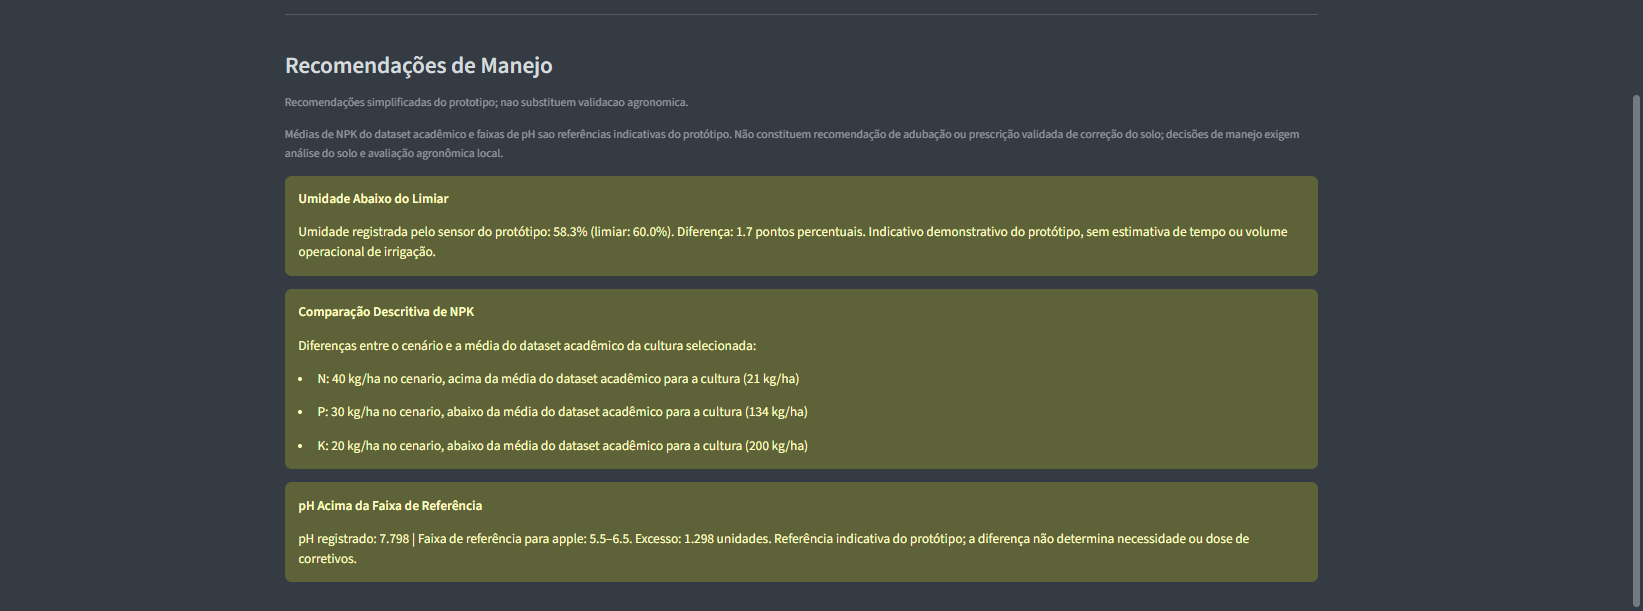 Recomendações de Manejo
Recomendações simplificadas do prototipo; nao substituem validacao agronomica.
Médias de NPK do dataset acadêmico e faixas de pH sao referências indicativas do protótipo. Não constituem recomendação de adubação ou prescrição validada de correção do solo; decisões de manejo exigem
análise do solo e avaliação agronômica local.
Umidade Abaixo do Limiar
Umidade registrada pelo sensor do protótipo: 58.3% (limiar: 60.0%). Diferença: 1.7 pontos percentuais. Indicativo demonstrativo do protótipo, sem estimativa de tempo ou volume
operacional de irrigação.
Comparação Descritiva de NPK
Diferenças entre o cenário e a média do dataset acadêmico da cultura selecionada:
• N: 40 kg/ha no cenario, acima da média do dataset acadêmico para a cultura (21 kg/ha)
• P: 30 kg/ha no cenario, abaixo da média do dataset acadêmico para a cultura (134 kg/ha)
• K: 20 kg/ha no cenario, abaixo da média do dataset acadêmico para a cultura (200 kg/ha)
pH Acima da Faixa de Referência
pH registrado: 7.798 | Faixa de referência para apple: 5.5–6.5. Excesso: 1.298 unidades. Referência indicativa do protótipo; a diferença não determina necessidade ou dose de
corretivos.